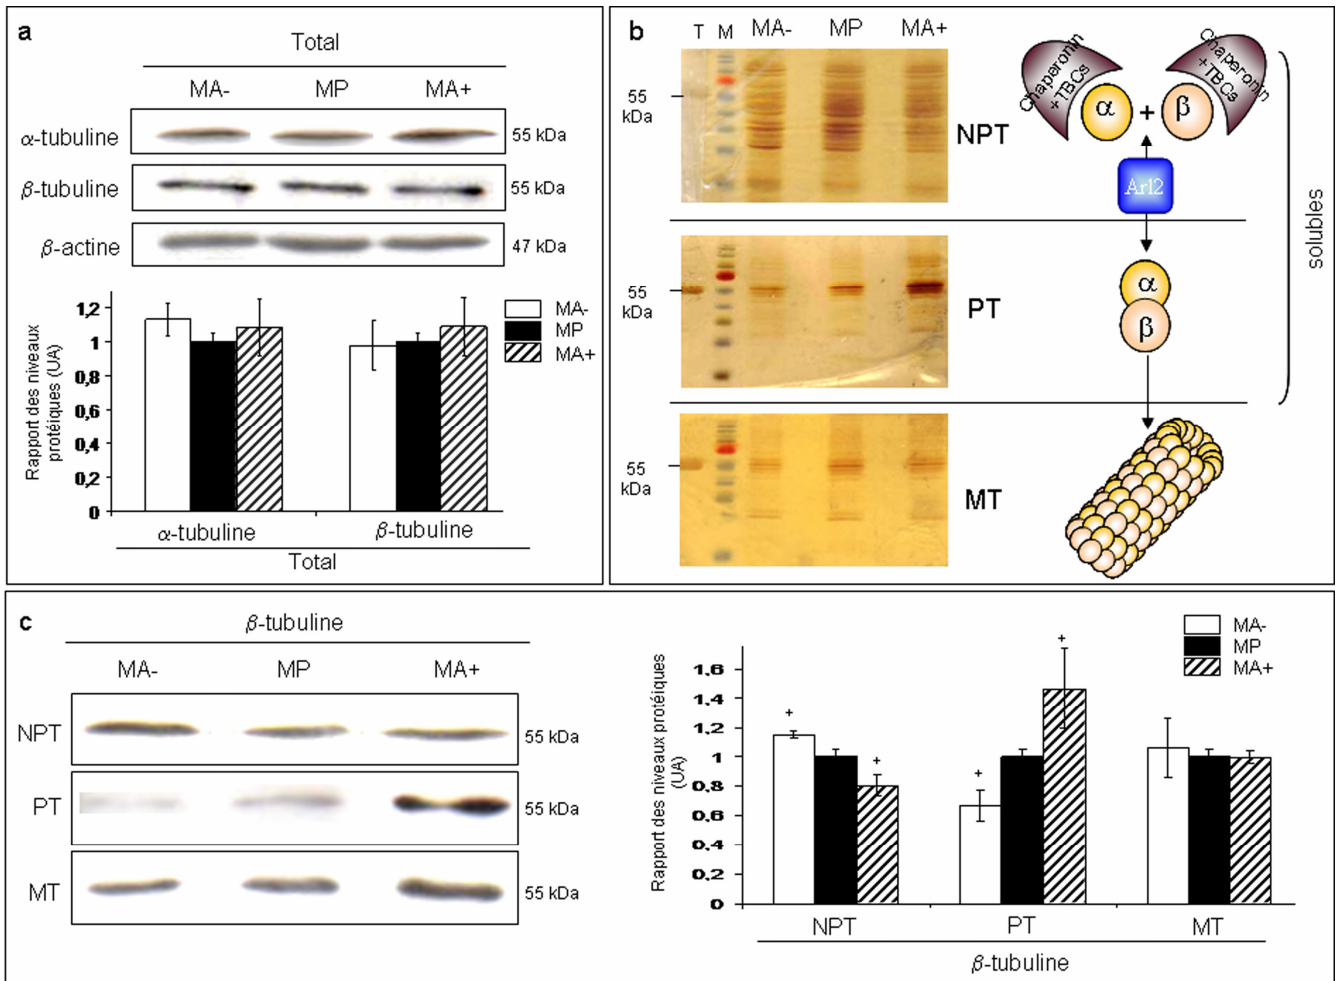 a
Total
MA- MP MA+
α-tubuline 55 kDa
β-tubuline 55 kDa
β-actine 47 kDa
Rapport des niveaux
protéiques (UA)
1,2
1
0,8
0,6
0,4
0,2
0
MA-
MP
MA+
α-tubuline β-tubuline
Total
b
T M MA- MP MA+
55
kDa
NPT
Chaperonin
+TBCs
α + β
Chaperonin
+TBCs
Arl2
55
kDa
PT
α
β
solubles
55
kDa
MT
c
β-tubuline
MA- MP MA+
NPT 55 kDa
PT 55 kDa
MT 55 kDa
Rapport des niveaux protéiques
(UA)
1,6
1,4
1,2
1
0,8
0,6
0,4
0,2
0
+
+
+
+
MA-
MP
MA+
NPT PT MT
β-tubuline